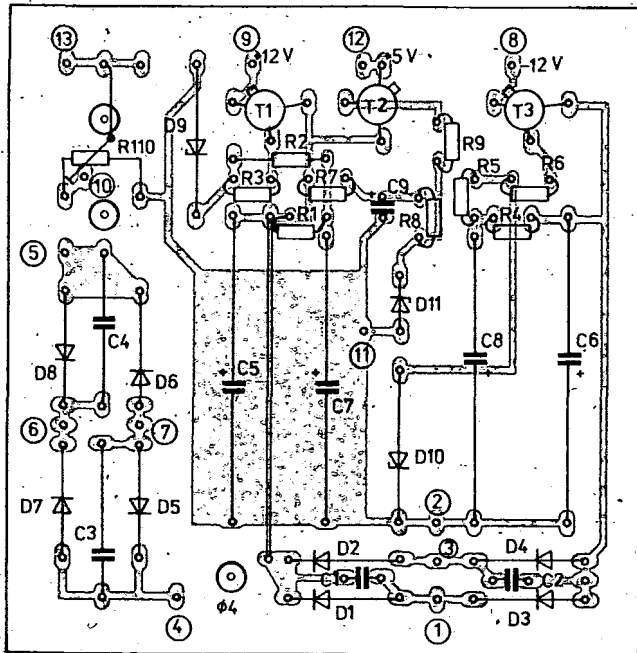 13 9 +12 V 12 +5 V 8 -12 V
T1 T2 T3
D9
R110 R2 R9
10 R3 R7 C9 R5 R6
R1 R8 R4
5
D11
C4 11 C8 C6
D8 D6 C5 C7
6 7
D10
D7 D5
C3 2
D2 3 D4
C1 C2
4 φ4 D1 1 D3